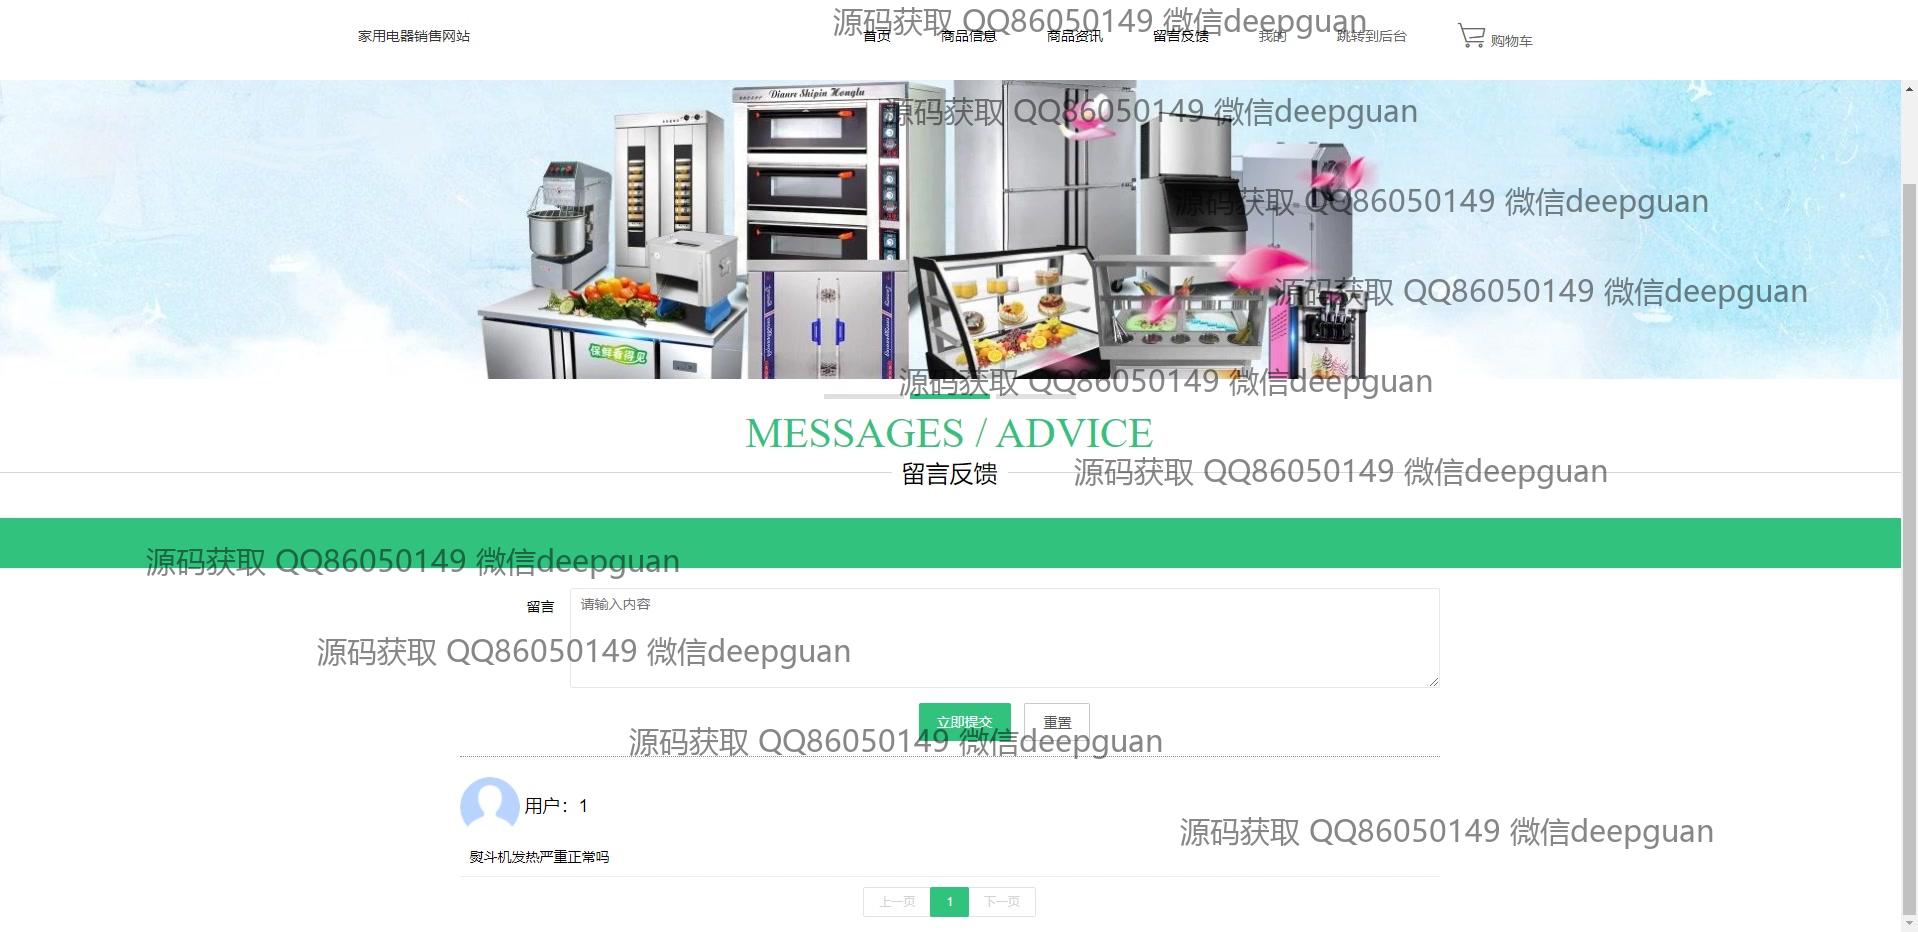 源码获取 QQ86050149 微信deepguan
家用电器销售网站
首页 商品信息 商品资讯 留言反馈 我的 跳转到后台 购物车
Dianre Shipin Honglu
源码获取 QQ86050149 微信deepguan
源码获取 QQ86050149 微信deepguan
源码获取 QQ86050149 微信deepguan
保鲜看得见
源码获取 QQ86050149 微信deepguan
MESSAGES / ADVICE
留言反馈
源码获取 QQ86050149 微信deepguan
源码获取 QQ86050149 微信deepguan
留言 请输入内容
源码获取 QQ86050149 微信deepguan
立即提交 重置
源码获取 QQ86050149 微信deepguan
用户：1
源码获取 QQ86050149 微信deepguan
熨斗机发热严重正常吗
上一页 1 下一页